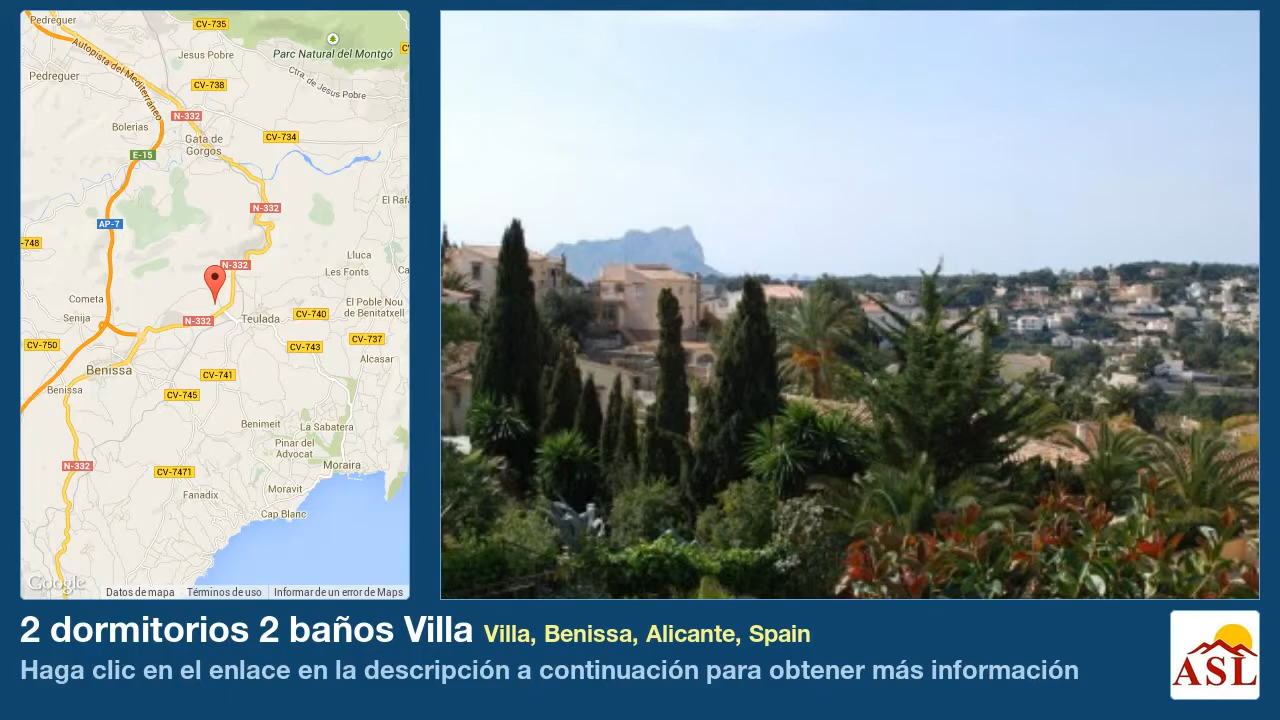 Pedreguer
CV-735
Autopista del Mediterráneo
Jesus Pobre
Parc Natural del Montgó
Pedreguer
CV-738
Ctra. de Jesus Pobre
N-332
Bolerias
Gata de
Gorgos
CV-734
E-15
N-332
AP-7
-748
Lluca
N-332
Les Fonts
Cometa
El Poble Nou
de Benitatxell
Senija
N-332
Teulada
CV-740
CV-750
CV-743
CV-737
Alcasar
Benissa
CV-741
Benissa
CV-745
Benimeit
La Sabatera
Pinar del
Advocat
N-332
CV-7471
Moraira
Fanadix
Moravit
Cap Blanc
Google
Datos de mapa
Términos de uso
Informar de un error de Maps
2 dormitorios 2 baños Villa Villa, Benissa, Alicante, Spain
Haga clic en el enlace en la descripción a continuación para obtener más información
ASL